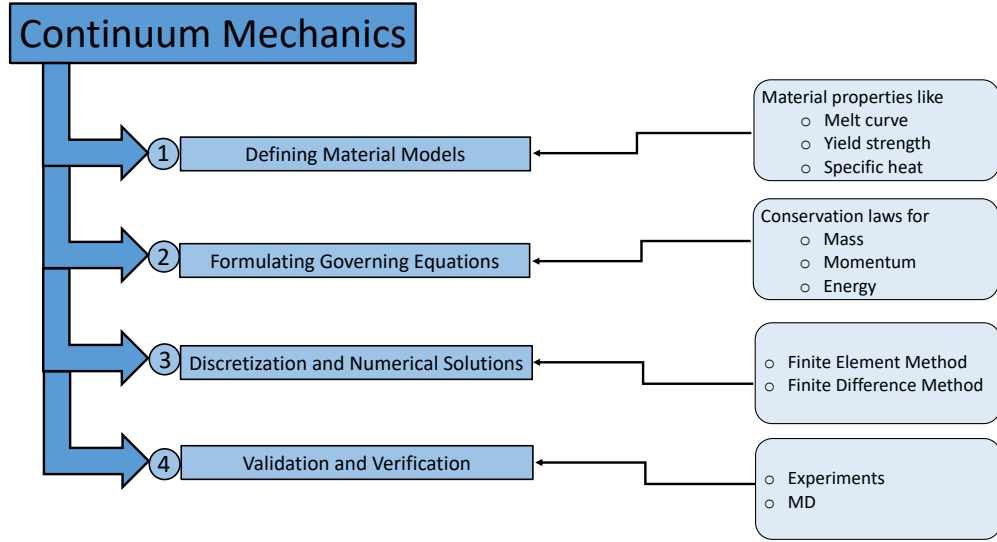 Continuum Mechanics
1
Defining Material Models
Material properties like
o Melt curve
o Yield strength
o Specific heat
2
Formulating Governing Equations
Conservation laws for
o Mass
o Momentum
o Energy
3
Discretization and Numerical Solutions
o Finite Element Method
o Finite Difference Method
4
Validation and Verification
o Experiments
o MD